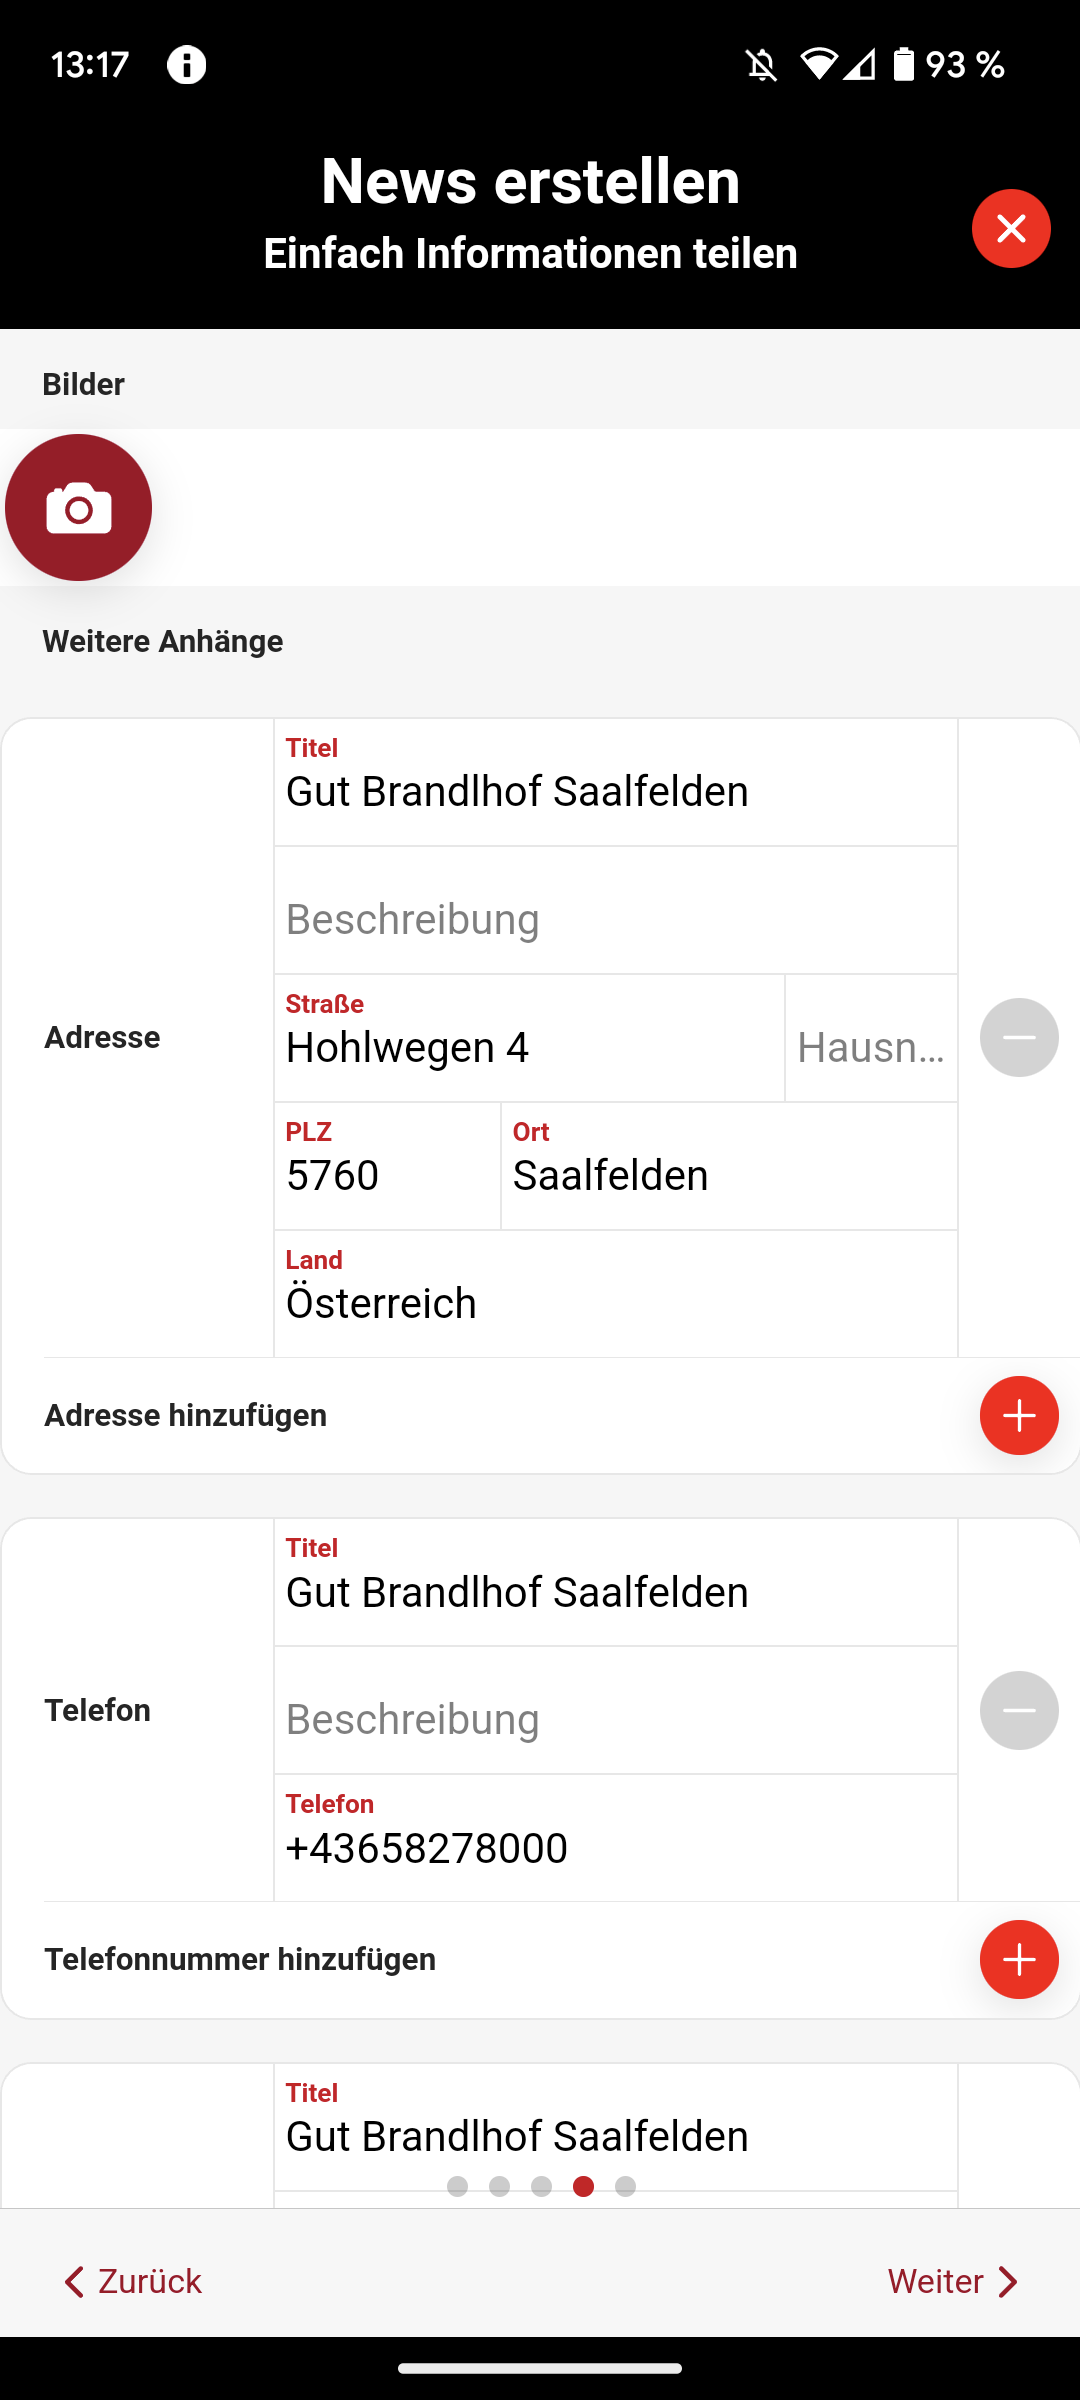 13:17
93 %
News erstellen
Einfach Informationen teilen
Bilder
Weitere Anhänge
Titel
Gut Brandlhof Saalfelden
Beschreibung
Adresse
Straße
Hohlwegen 4
Hausn...
PLZ
5760
Ort
Saalfelden
Land
Österreich
Adresse hinzufügen
Titel
Gut Brandlhof Saalfelden
Telefon
Beschreibung
Telefon
+43658278000
Telefonnummer hinzufügen
Titel
Gut Brandlhof Saalfelden
Zurück
Weiter